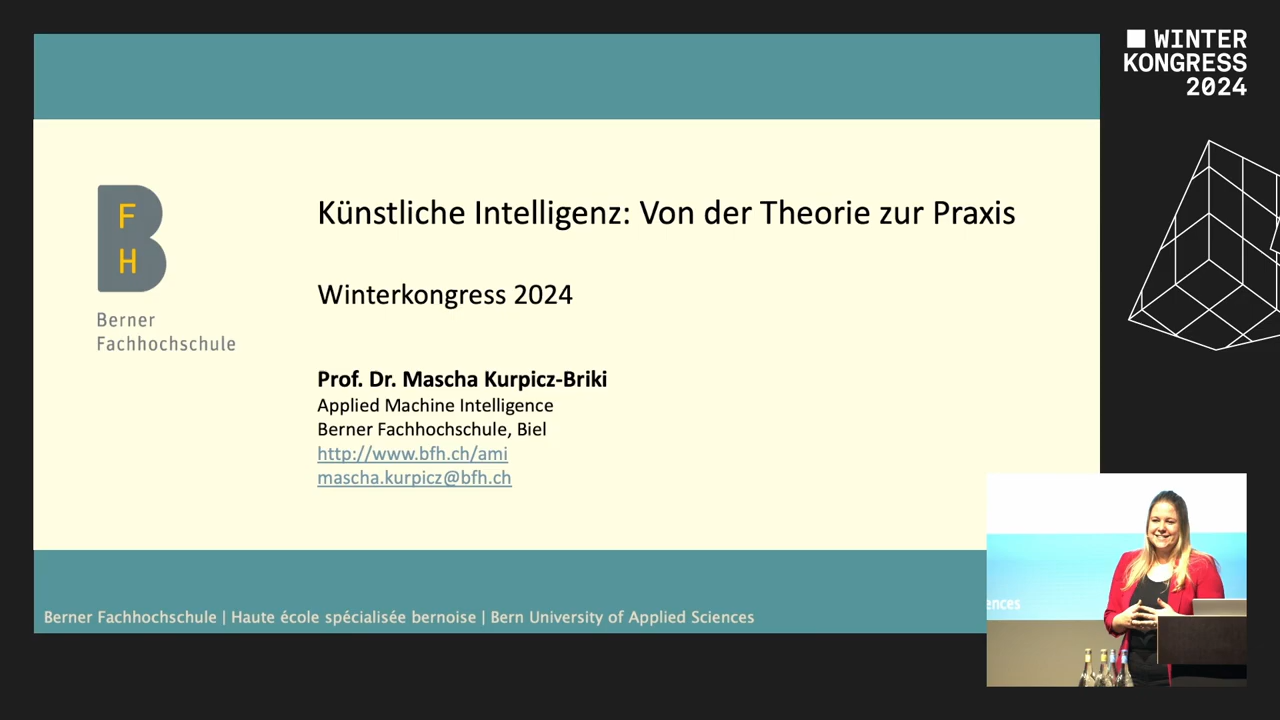 WINTER
KONGRESS
2024
F
H
Berner
Fachhochschule
Künstliche Intelligenz: Von der Theorie zur Praxis
Winterkongress 2024
Prof. Dr. Mascha Kurpicz-Briki
Applied Machine Intelligence
Berner Fachhochschule, Biel
http://www.bfh.ch/ami
mascha.kurpicz@bfh.ch
Berner Fachhochschule | Haute école spécialisée bernoise | Bern University of Applied Sciences
ences